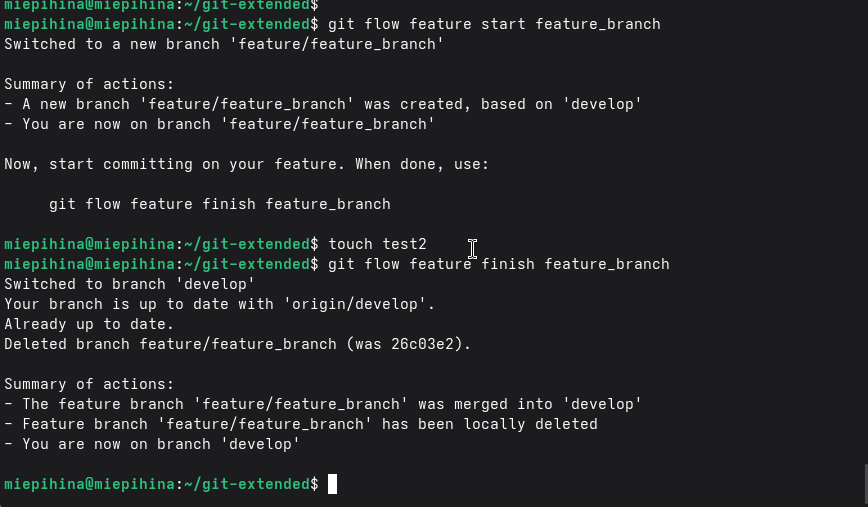 miepihina@miepihina:~/git-extended$
miepihina@miepihina:~/git-extended$ git flow feature start feature_branch
Switched to a new branch 'feature/feature_branch'
Summary of actions:
- A new branch 'feature/feature_branch' was created, based on 'develop'
- You are now on branch 'feature/feature_branch'
Now, start committing on your feature. When done, use:
git flow feature finish feature_branch
miepihina@miepihina:~/git-extended$ touch test2
miepihina@miepihina:~/git-extended$ git flow feature finish feature_branch
Switched to branch 'develop'
Your branch is up to date with 'origin/develop'.
Already up to date.
Deleted branch feature/feature_branch (was 26c03e2).
Summary of actions:
- The feature branch 'feature/feature_branch' was merged into 'develop'
- Feature branch 'feature/feature_branch' has been locally deleted
- You are now on branch 'develop'
miepihina@miepihina:~/git-extended$